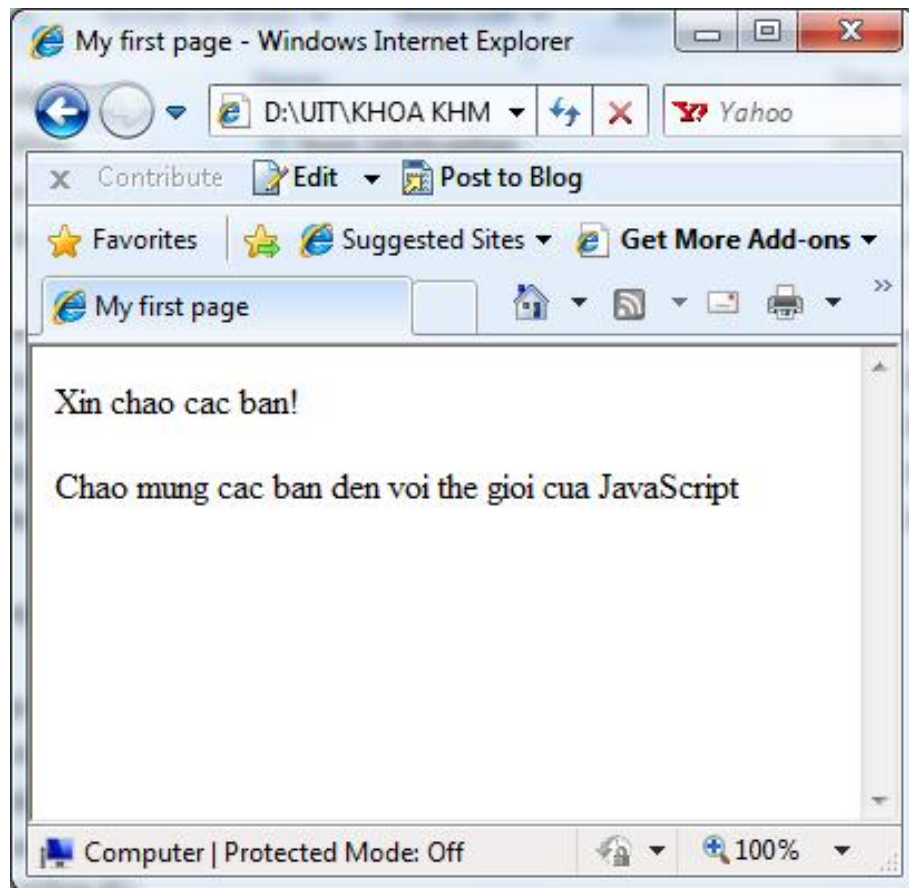 My first page - Windows Internet Explorer
D:\UIT\KHOA KHM
Yahoo
x Contribute Edit Post to Blog
Favorites Suggested Sites Get More Add-ons
My first page
Xin chao cac ban!
Chao mung cac ban den voi the gioi cua JavaScript
Computer | Protected Mode: Off 100%